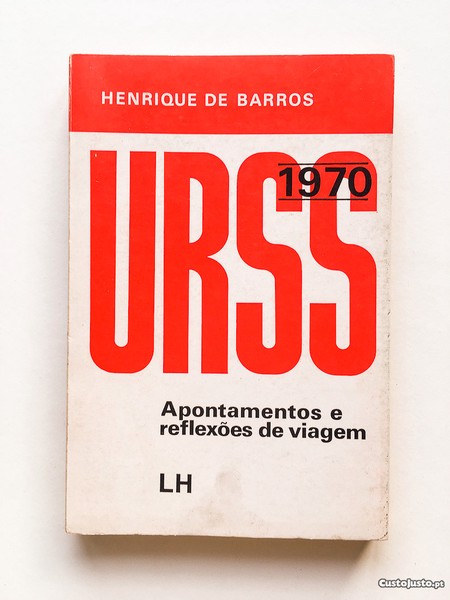 HENRIQUE DE BARROS
URSS
1970
Apontamentos e
reflexões de viagem
LH
CustoJusto.pt